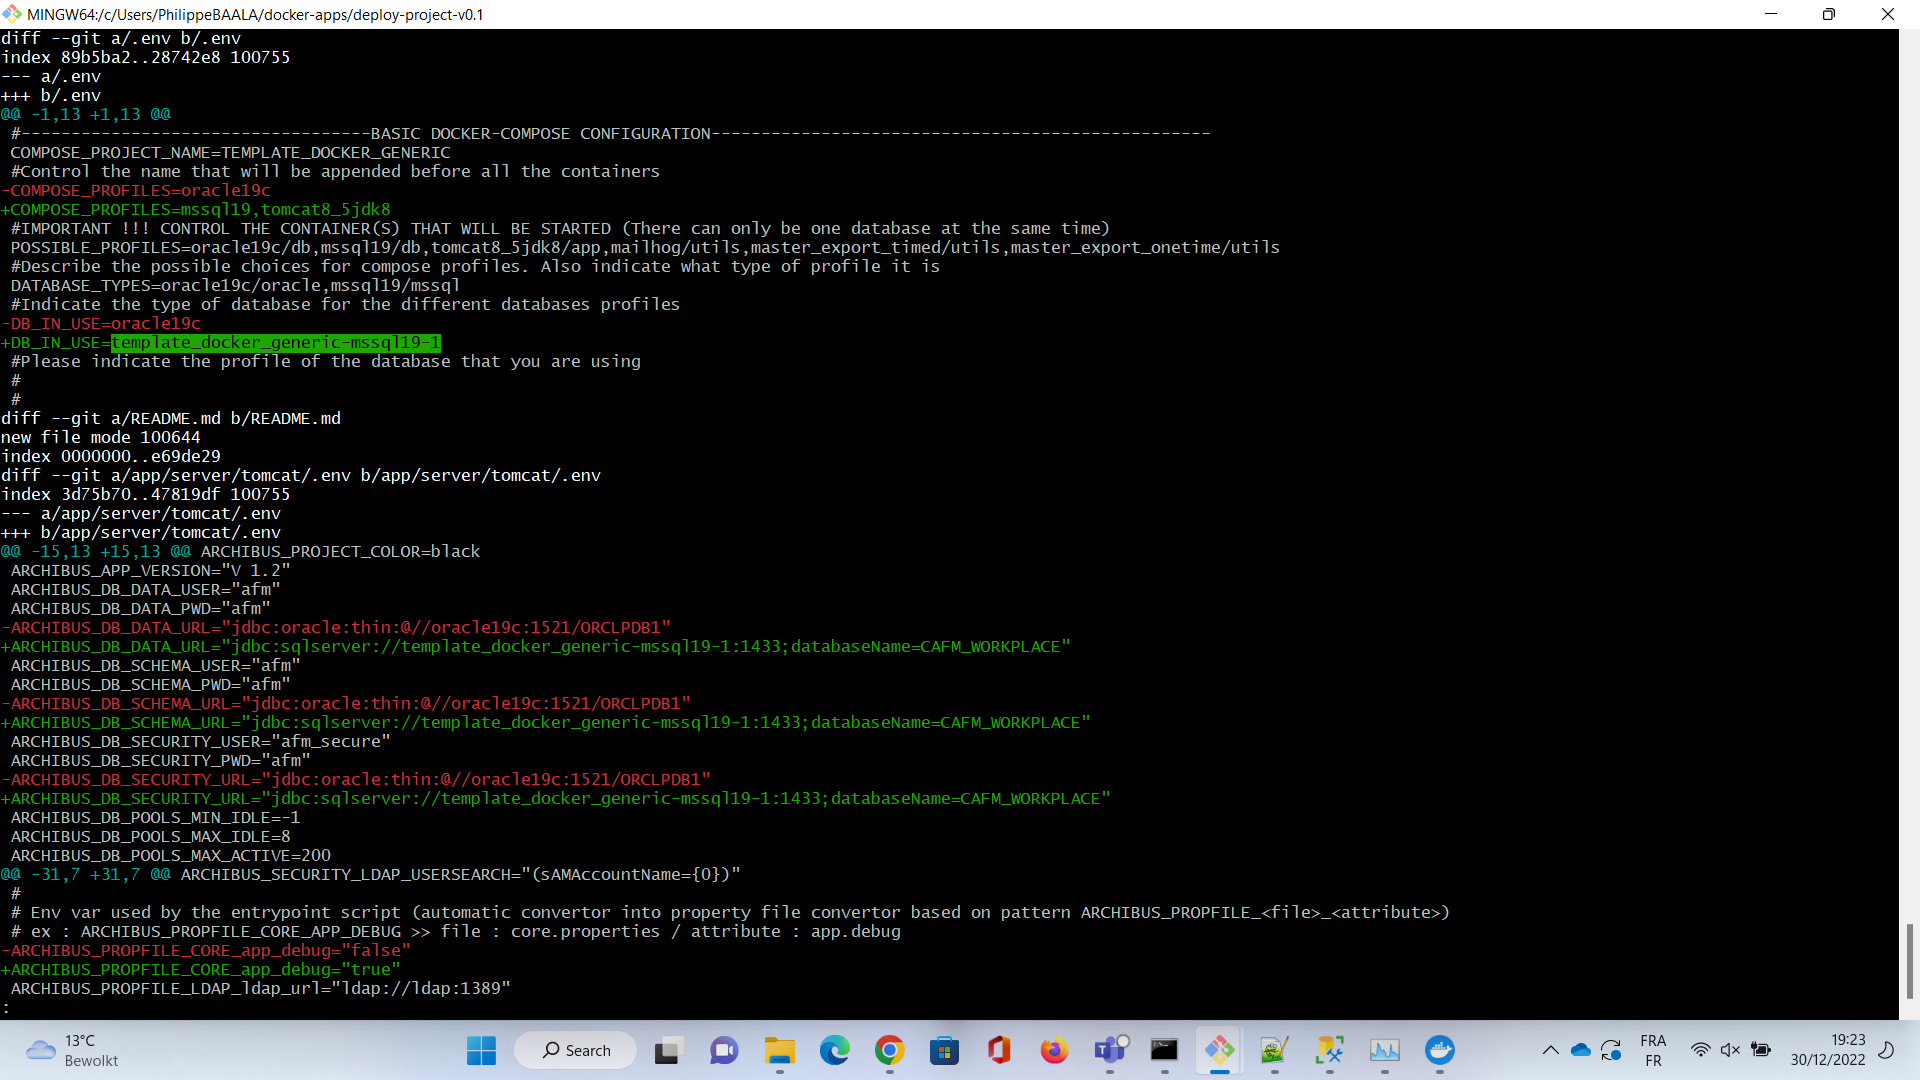 MINGW64:/c/Users/PhilippeBAALA/docker-apps/deploy-project-v0.1
diff --git a/.env b/.env
index 89b5ba2..28742e8 100755
--- a/.env
+++ b/.env
@@ -1,13 +1,13 @@
 #-----------------------------------BASIC DOCKER-COMPOSE CONFIGURATION--------------------------------------------------
 COMPOSE_PROJECT_NAME=TEMPLATE_DOCKER_GENERIC
 #Control the name that will be appended before all the containers
-COMPOSE_PROFILES=oracle19c
+COMPOSE_PROFILES=mssql19,tomcat8_5jdk8
 #IMPORTANT !!! CONTROL THE CONTAINER(S) THAT WILL BE STARTED (There can only be one database at the same time)
 POSSIBLE_PROFILES=oracle19c/db,mssql19/db,tomcat8_5jdk8/app,mailhog/utils,master_export_timed/utils,master_export_onetime/utils
 #Describe the possible choices for compose profiles. Also indicate what type of profile it is
 DATABASE_TYPES=oracle19c/oracle,mssql19/mssql
 #Indicate the type of database for the different databases profiles
-DB_IN_USE=oracle19c
+DB_IN_USE=template_docker_generic-mssql19-1
 #Please indicate the profile of the database that you are using
 #
 #
diff --git a/README.md b/README.md
new file mode 100644
index 0000000..e69de29
diff --git a/app/server/tomcat/.env b/app/server/tomcat/.env
index 3d75b70..47819df 100755
--- a/app/server/tomcat/.env
+++ b/app/server/tomcat/.env
@@ -15,13 +15,13 @@ ARCHIBUS_PROJECT_COLOR=black
 ARCHIBUS_APP_VERSION="V 1.2"
 ARCHIBUS_DB_DATA_USER="afm"
 ARCHIBUS_DB_DATA_PWD="afm"
-ARCHIBUS_DB_DATA_URL="jdbc:oracle:thin:@//oracle19c:1521/ORCLPDB1"
+ARCHIBUS_DB_DATA_URL="jdbc:sqlserver://template_docker_generic-mssql19-1:1433;databaseName=CAFM_WORKPLACE"
 ARCHIBUS_DB_SCHEMA_USER="afm"
 ARCHIBUS_DB_SCHEMA_PWD="afm"
-ARCHIBUS_DB_SCHEMA_URL="jdbc:oracle:thin:@//oracle19c:1521/ORCLPDB1"
+ARCHIBUS_DB_SCHEMA_URL="jdbc:sqlserver://template_docker_generic-mssql19-1:1433;databaseName=CAFM_WORKPLACE"
 ARCHIBUS_DB_SECURITY_USER="afm_secure"
 ARCHIBUS_DB_SECURITY_PWD="afm"
-ARCHIBUS_DB_SECURITY_URL="jdbc:oracle:thin:@//oracle19c:1521/ORCLPDB1"
+ARCHIBUS_DB_SECURITY_URL="jdbc:sqlserver://template_docker_generic-mssql19-1:1433;databaseName=CAFM_WORKPLACE"
 ARCHIBUS_DB_POOLS_MIN_IDLE=-1
 ARCHIBUS_DB_POOLS_MAX_IDLE=8
 ARCHIBUS_DB_POOLS_MAX_ACTIVE=200
@@ -31,7 +31,7 @@ ARCHIBUS_SECURITY_LDAP_USERSEARCH="(sAMAccountName={0})"
 #
 # Env var used by the entrypoint script (automatic convertor into property file convertor based on pattern ARCHIBUS_PROPFILE_<file>_<attribute>)
 # ex : ARCHIBUS_PROPFILE_CORE_APP_DEBUG >> file : core.properties / attribute : app.debug
-ARCHIBUS_PROPFILE_CORE_app_debug="false"
+ARCHIBUS_PROPFILE_CORE_app_debug="true"
 ARCHIBUS_PROPFILE_LDAP_ldap_url="ldap://ldap:1389"
:
13°C
Bewolkt
Search
FRA
FR
19:23
30/12/2022